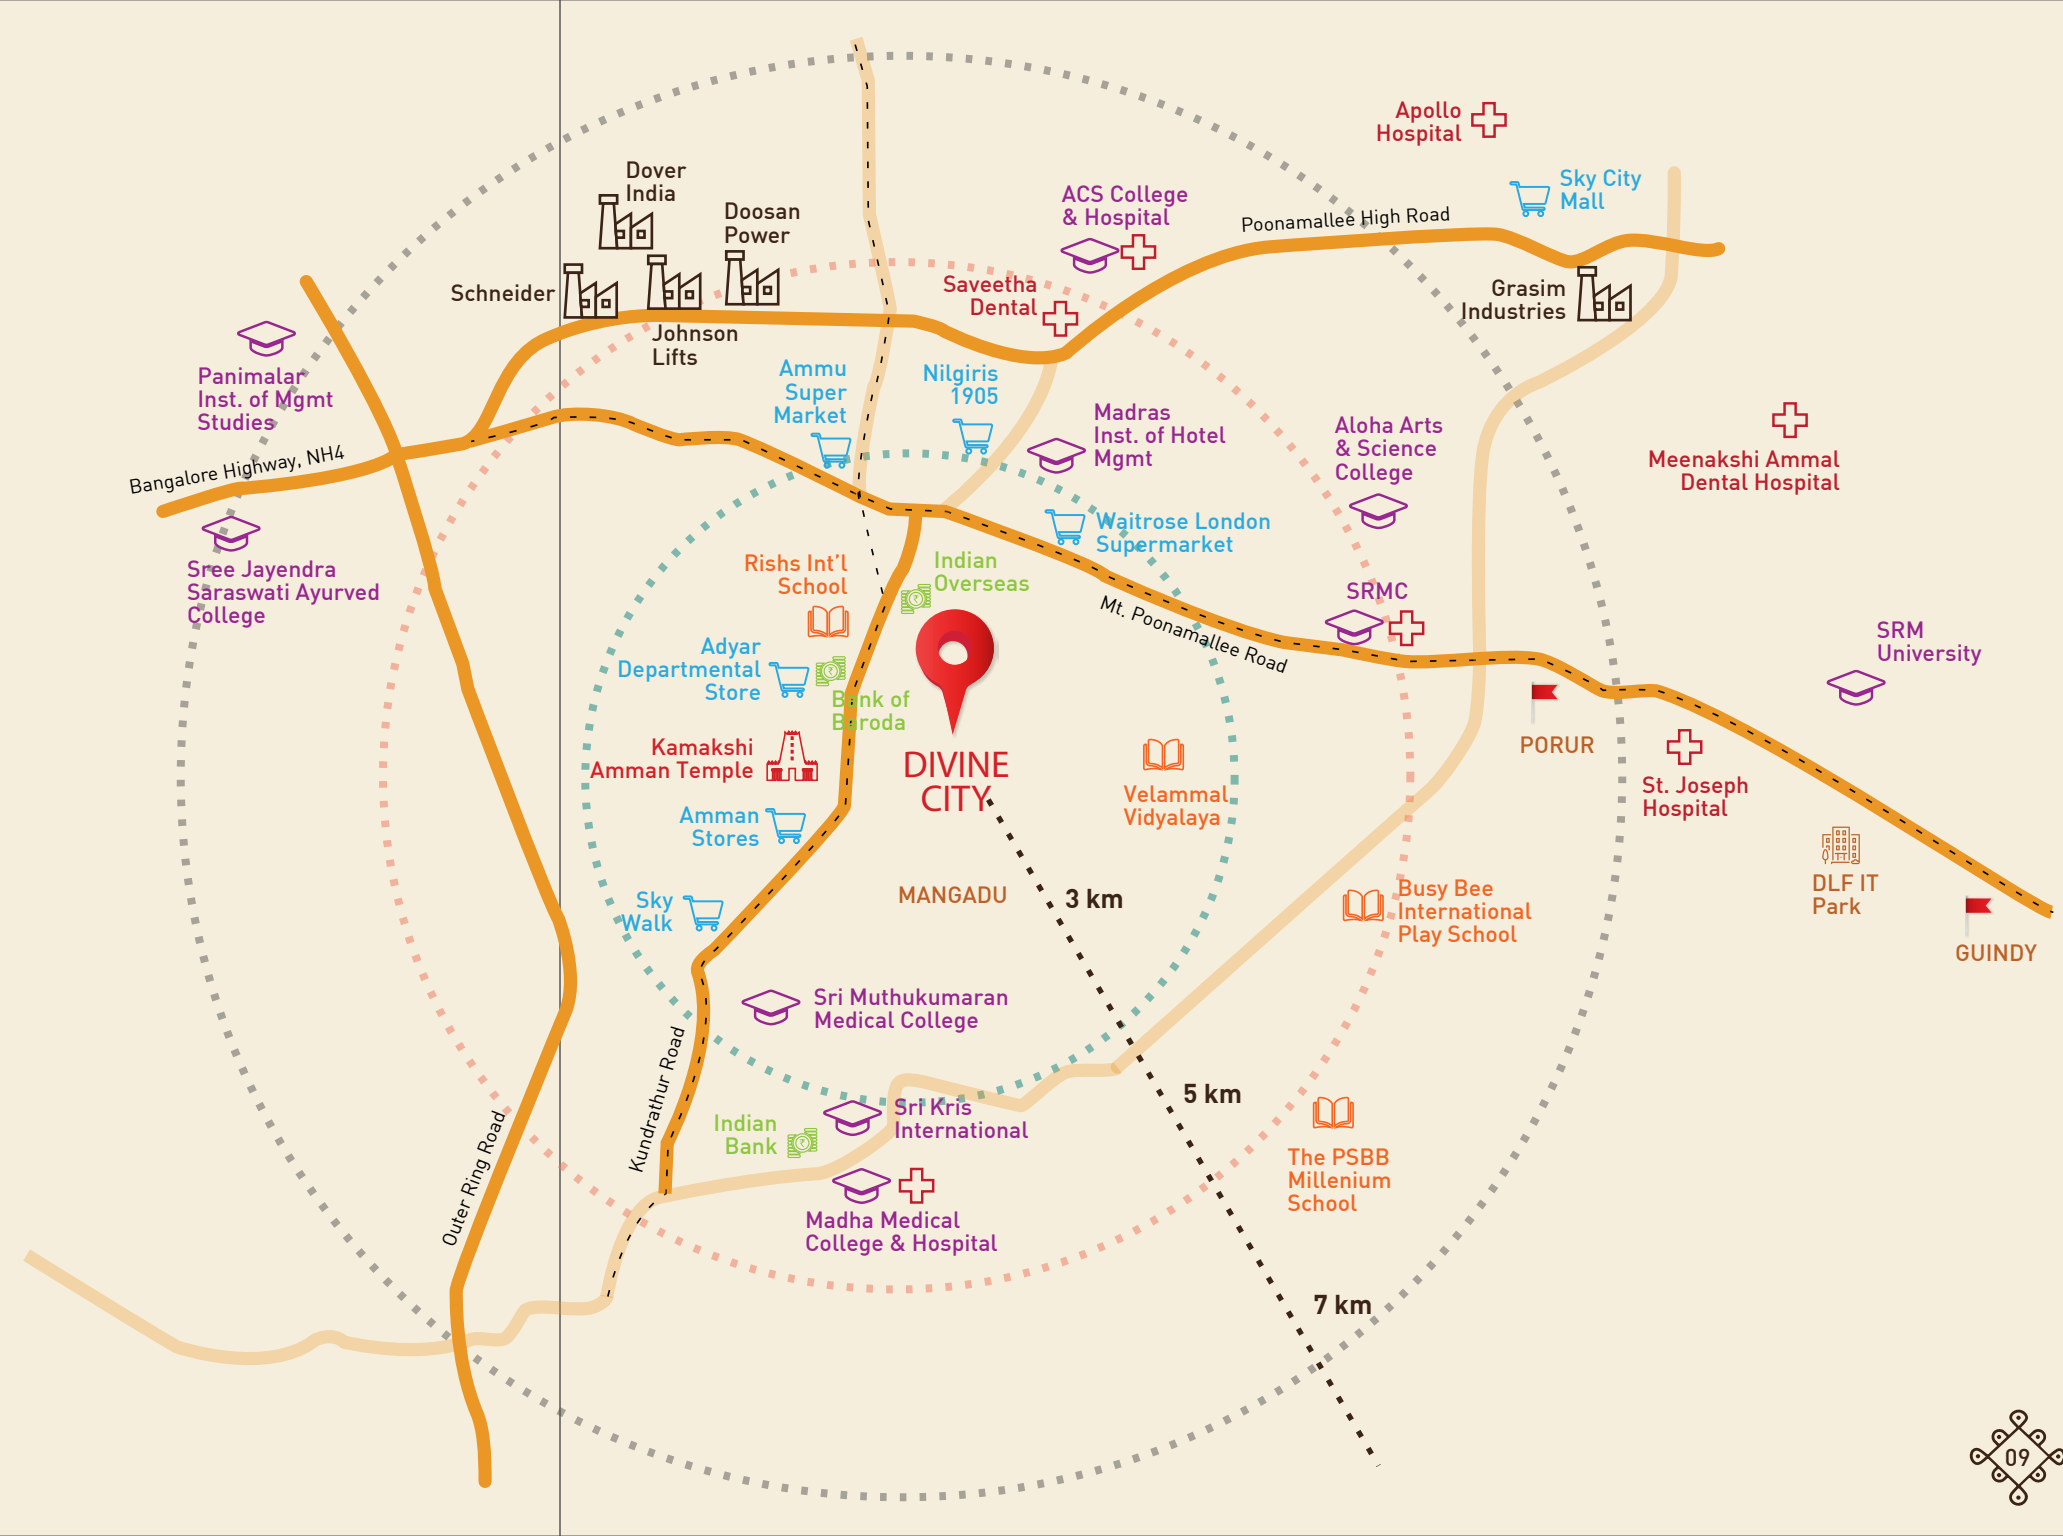 Apollo
Hospital
Sky City
Mall
Dover
India
ACS College
& Hospital
Doosan
Power
Poonamallee High Road
Schneider
Saveetha
Dental
Grasim
Industries
Johnson
Lifts
Panimalar
Inst. of Mgmt
Studies
Ammu
Super
Market
Nilgiris
1905
Madras
Inst. of Hotel
Mgmt
Aloha Arts
& Science
College
Meenakshi Ammal
Dental Hospital
Bangalore Highway, NH4
Waitrose London
Supermarket
Sree Jayendra
Saraswati Ayurved
College
Rishs Int'l
School
Indian
Overseas
SRMC
Mt. Poonamallee Road
SRM
University
Adyar
Departmental
Store
Bank of
Baroda
Kamakshi
Amman Temple
DIVINE
CITY
PORUR
St. Joseph
Hospital
Velammal
Vidyalaya
Amman
Stores
DLF IT
Park
Sky
Walk
MANGADU
3 km
Busy Bee
International
Play School
GUINDY
Sri Muthukumaran
Medical College
Kundrathur Road
5 km
Indian
Bank
Sri Kris
International
Outer Ring Road
The PSBB
Millenium
School
Madha Medical
College & Hospital
7 km
09